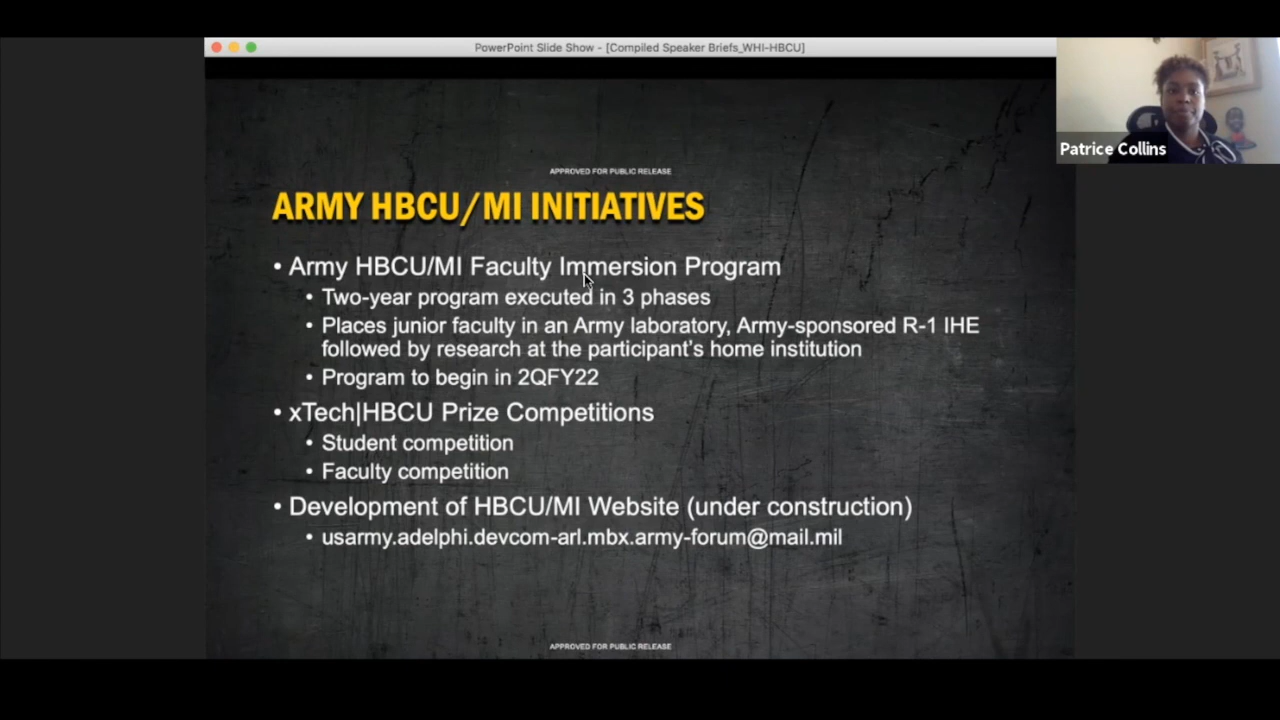 PowerPoint Slide Show - [Compiled Speaker Briefs_WHI-HBCU]
Patrice Collins
APPROVED FOR PUBLIC RELEASE
ARMY HBCU/MI INITIATIVES
• Army HBCU/MI Faculty Immersion Program
• Two-year program executed in 3 phases
• Places junior faculty in an Army laboratory, Army-sponsored R-1 IHE
followed by research at the participant's home institution
• Program to begin in 2QFY22
• xTech|HBCU Prize Competitions
• Student competition
• Faculty competition
• Development of HBCU/MI Website (under construction)
• usarmy.adelphi.devcom-arl.mbx.army-forum@mail.mil
APPROVED FOR PUBLIC RELEASE